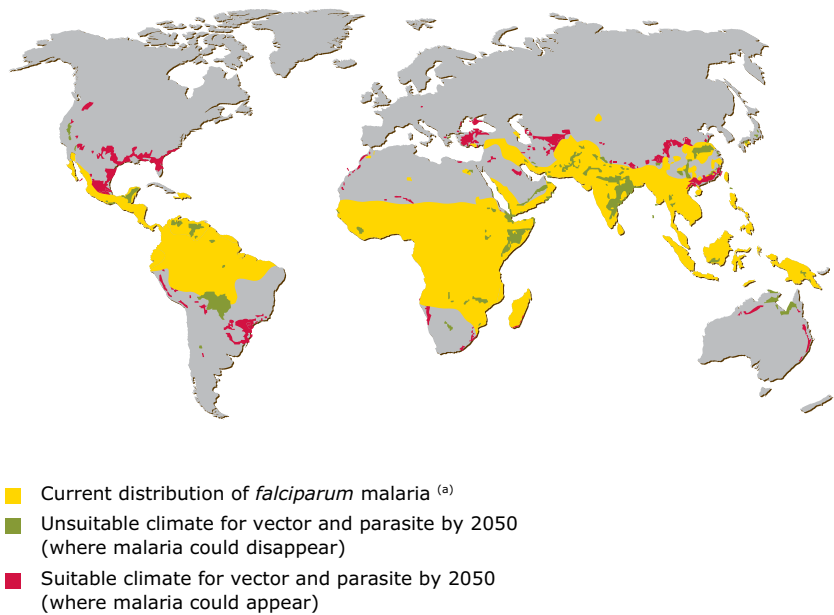 Current distribution of falciparum malaria (a)
Unsuitable climate for vector and parasite by 2050
(where malaria could disappear)
Suitable climate for vector and parasite by 2050
(where malaria could appear)